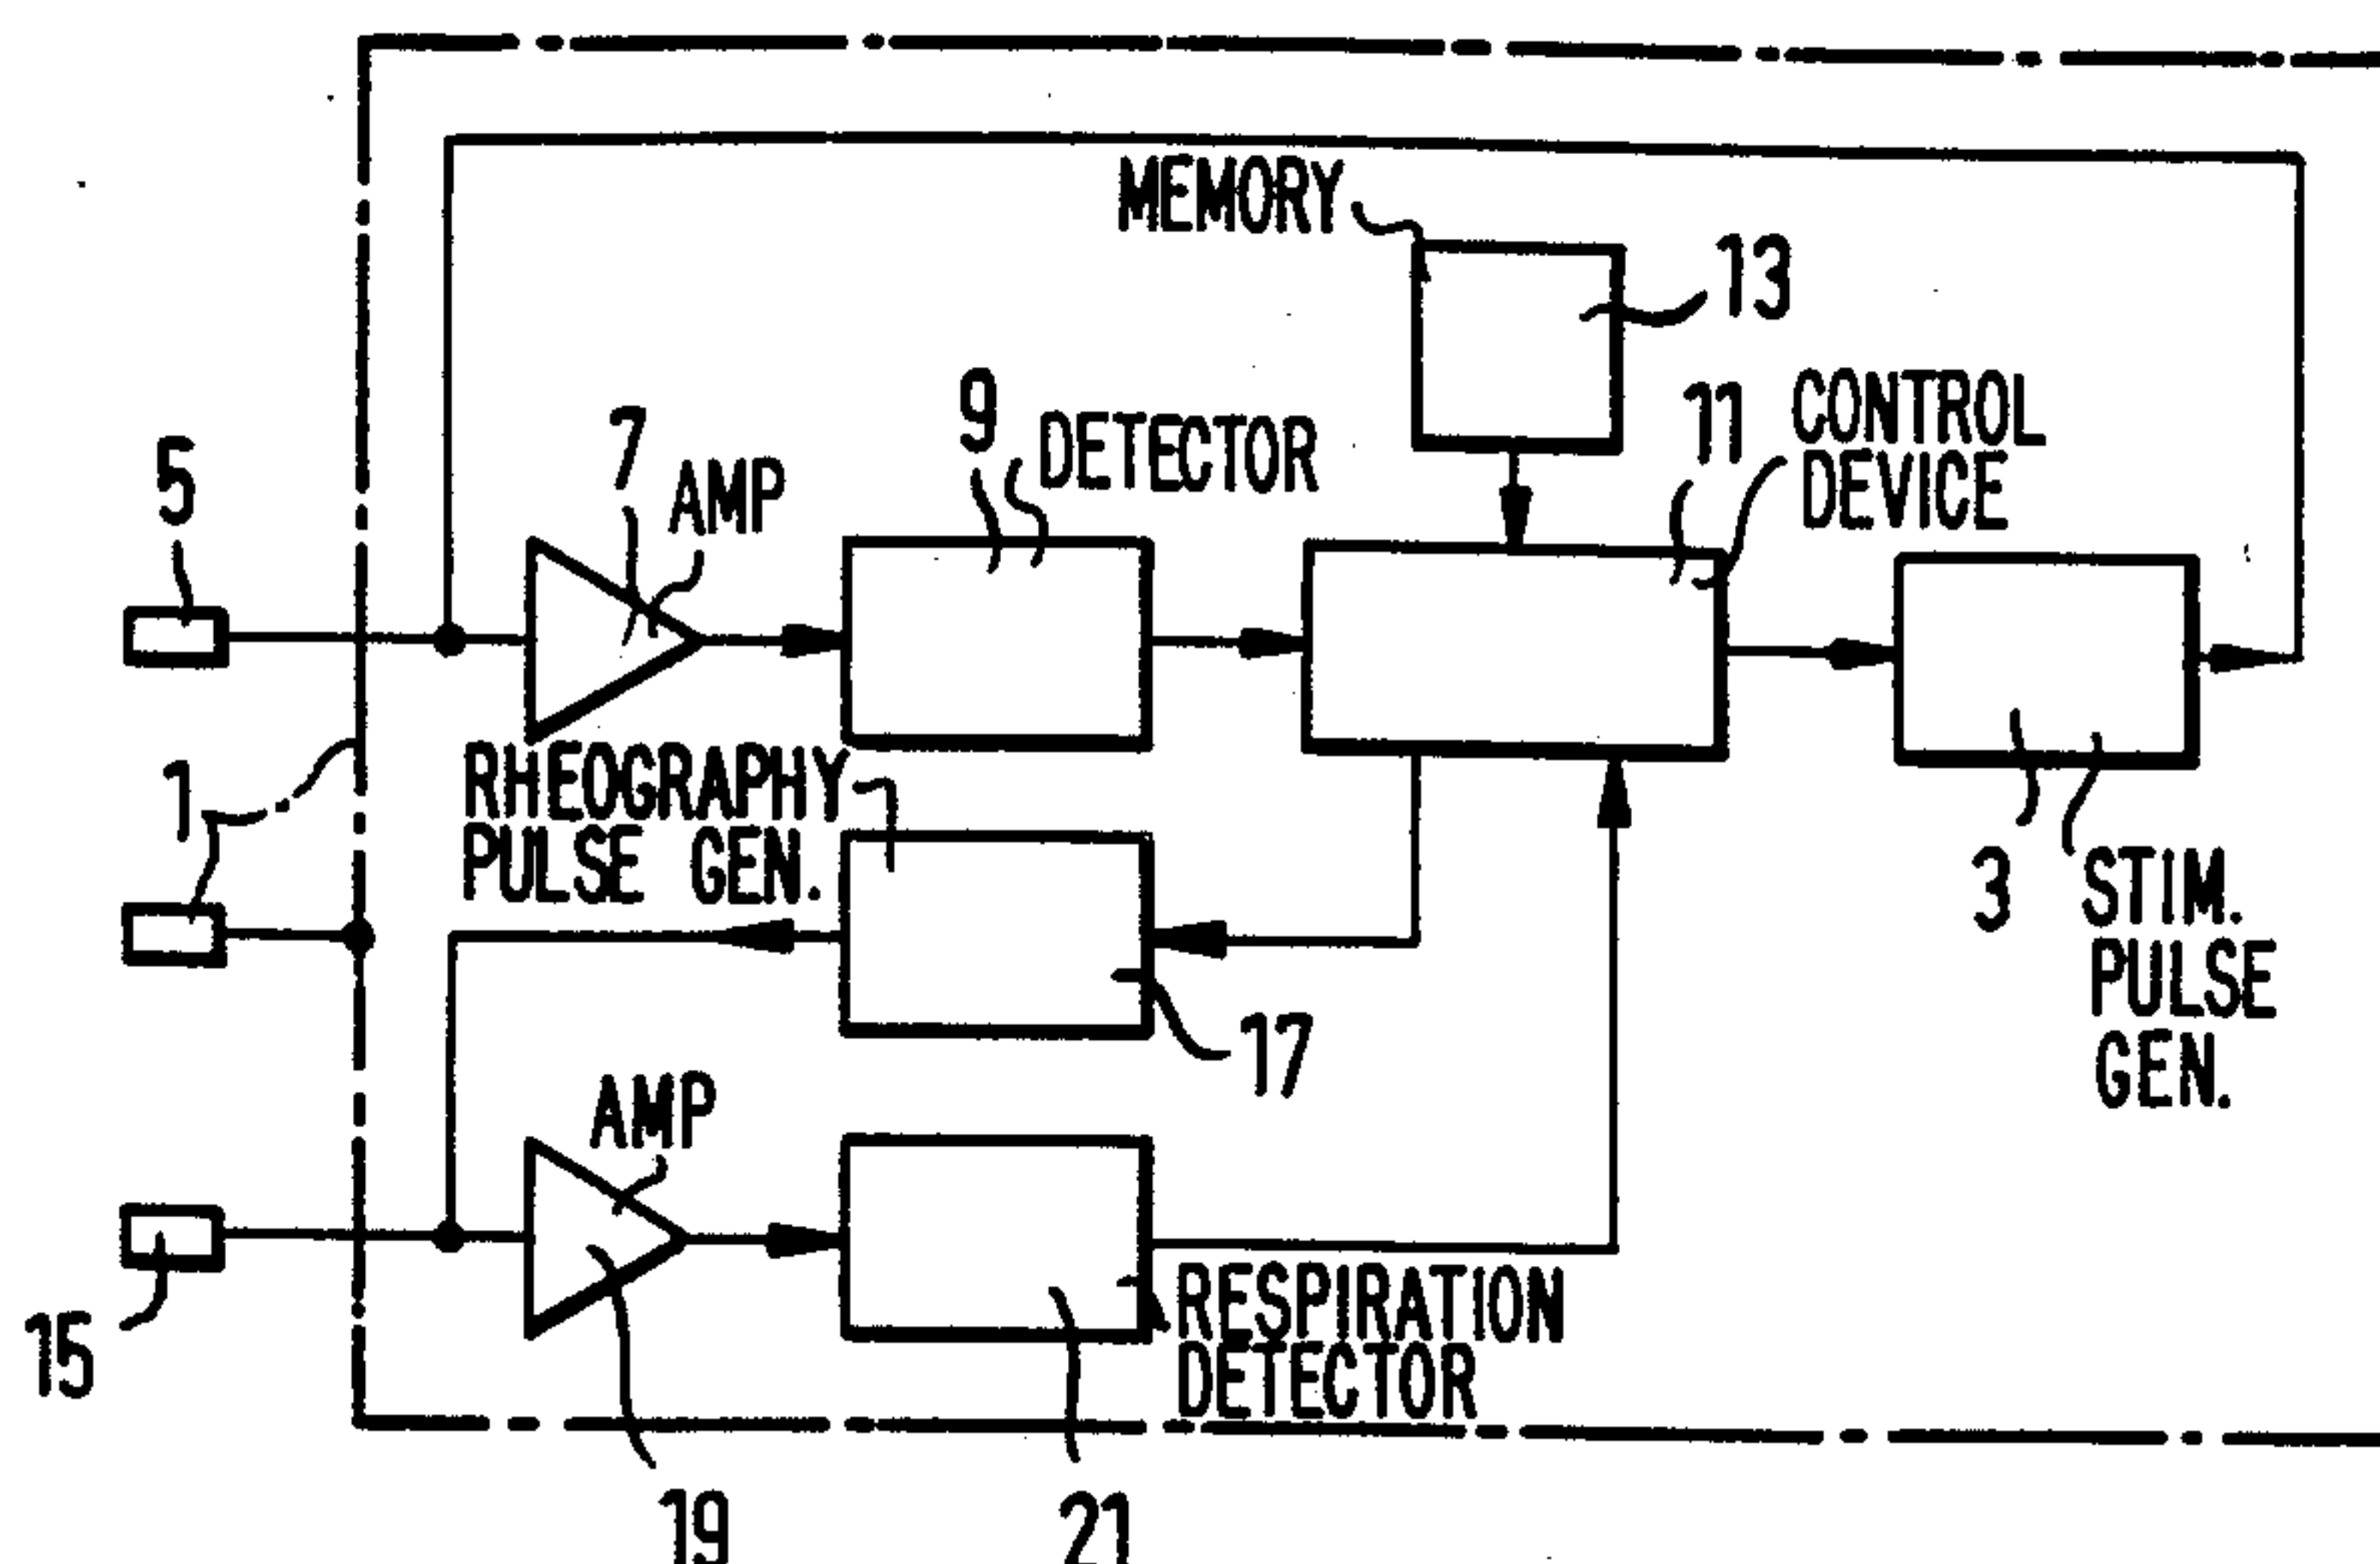 MEMORY
13
9
DETECTOR
11
CONTROL
DEVICE
7
AMP
5
1
RHEOGRAPHY
PULSE GEN.
3
STIM.
PULSE
GEN.
17
AMP
15
RESPIRATION
DETECTOR
19
21